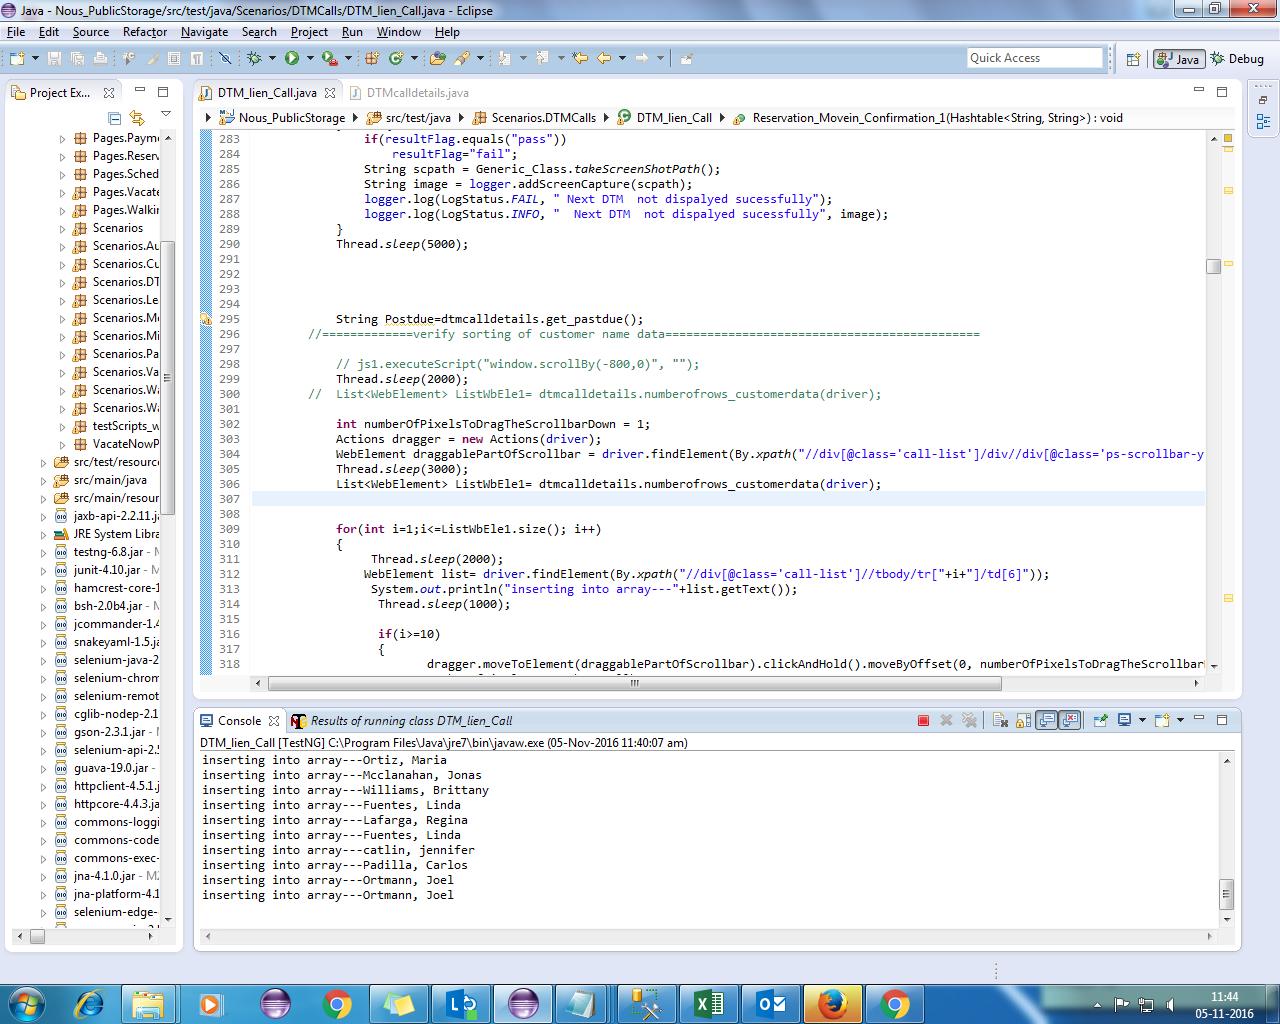 Java - Nous_PublicStorage/src/test/java/Scenarios/DTMCalls/DTM_lien_Call.java - Eclipse
File Edit Source Refactor Navigate Search Project Run Window Help
Quick Access Java Debug
Project Ex...
Pages.Paym
Pages.Reser
Pages.Sched
Pages.Vacate
Pages.Walkin
Scenarios
Scenarios.Au
Scenarios.Cu
Scenarios.DT
Scenarios.Le
Scenarios.Mo
Scenarios.Mi
Scenarios.Pa
Scenarios.Va
Scenarios.Wa
Scenarios.Wa
testScripts_w
VacateNowP
src/test/resourc
src/main/java
src/main/resour
jaxb-api-2.2.11.j
JRE System Libra
testng-6.8.jar - M
junit-4.10.jar - M
hamcrest-core-1
bsh-2.0b4.jar - M
jcommander-1.4
snakeyaml-1.5.ja
selenium-java-2
selenium-chrom
selenium-remot
cglib-nodep-2.1
gson-2.3.1.jar - M
selenium-api-2.5
guava-19.0.jar -
httpclient-4.5.1.j
httpcore-4.4.3.ja
commons-loggi
commons-code
commons-exec-
jna-4.1.0.jar - M2
jna-platform-4.1
selenium-edge-
DTM_lien_Call.java DTMcalldetails.java
Nous_PublicStorage src/test/java Scenarios.DTMCalls DTM_lien_Call Reservation_Movein_Confirmation_1(Hashtable<String, String>) : void
283 if(resultFlag.equals("pass"))
284 resultFlag="fail";
285 String scpath = Generic_Class.takeScreenShotPath();
286 String image = logger.addScreenCapture(scpath);
287 logger.log(LogStatus.FAIL, " Next DTM  not dispalyed sucessfully");
288 logger.log(LogStatus.INFO, "  Next DTM  not dispalyed sucessfully", image);
289 }
290 Thread.sleep(5000);
291
292
293
294
295 String Postdue=dtmcalldetails.get_pastdue();
296 //=============verify sorting of customer name data=============================================
297
298 // js1.executeScript("window.scrollBy(-800,0)", "");
299 Thread.sleep(2000);
300 //  List<WebElement> ListWbEle1= dtmcalldetails.numberofrows_customerdata(driver);
301
302 int numberOfPixelsToDragTheScrollbarDown = 1;
303 Actions dragger = new Actions(driver);
304 WebElement draggablePartOfScrollbar = driver.findElement(By.xpath("//div[@class='call-list']/div//div[@class='ps-scrollbar-y
305 Thread.sleep(3000);
306 List<WebElement> ListWbEle1= dtmcalldetails.numberofrows_customerdata(driver);
307
308
309 for(int i=1;i<=ListWbEle1.size(); i++)
310 {
311 Thread.sleep(2000);
312 WebElement list= driver.findElement(By.xpath("//div[@class='call-list']//tbody/tr["+i+"]/td[6]"));
313 System.out.println("inserting into array---"+list.getText());
314 Thread.sleep(1000);
315
316 if(i>=10)
317 {
318 dragger.moveToElement(draggablePartOfScrollbar).clickAndHold().moveByOffset(0, numberOfPixelsToDragTheScrollbar
Console Results of running class DTM_lien_Call
DTM_lien_Call [TestNG] C:\Program Files\Java\jre7\bin\javaw.exe (05-Nov-2016 11:40:07 am)
inserting into array---Ortiz, Maria
inserting into array---Mcclanahan, Jonas
inserting into array---Williams, Brittany
inserting into array---Fuentes, Linda
inserting into array---Lafarga, Regina
inserting into array---Fuentes, Linda
inserting into array---catlin, jennifer
inserting into array---Padilla, Carlos
inserting into array---Ortmann, Joel
inserting into array---Ortmann, Joel
11:44
05-11-2016